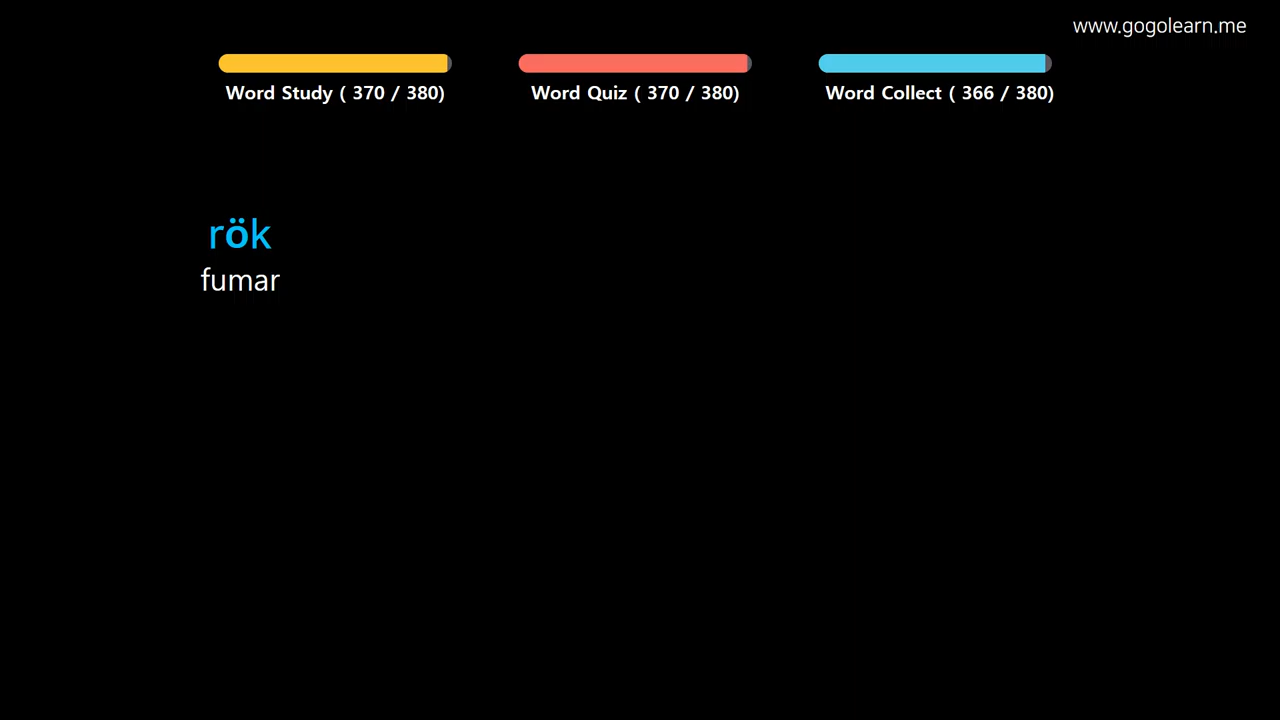 www.gogolearn.me
Word Study ( 370 / 380)
Word Quiz ( 370 / 380)
Word Collect ( 366 / 380)
rök
fumar